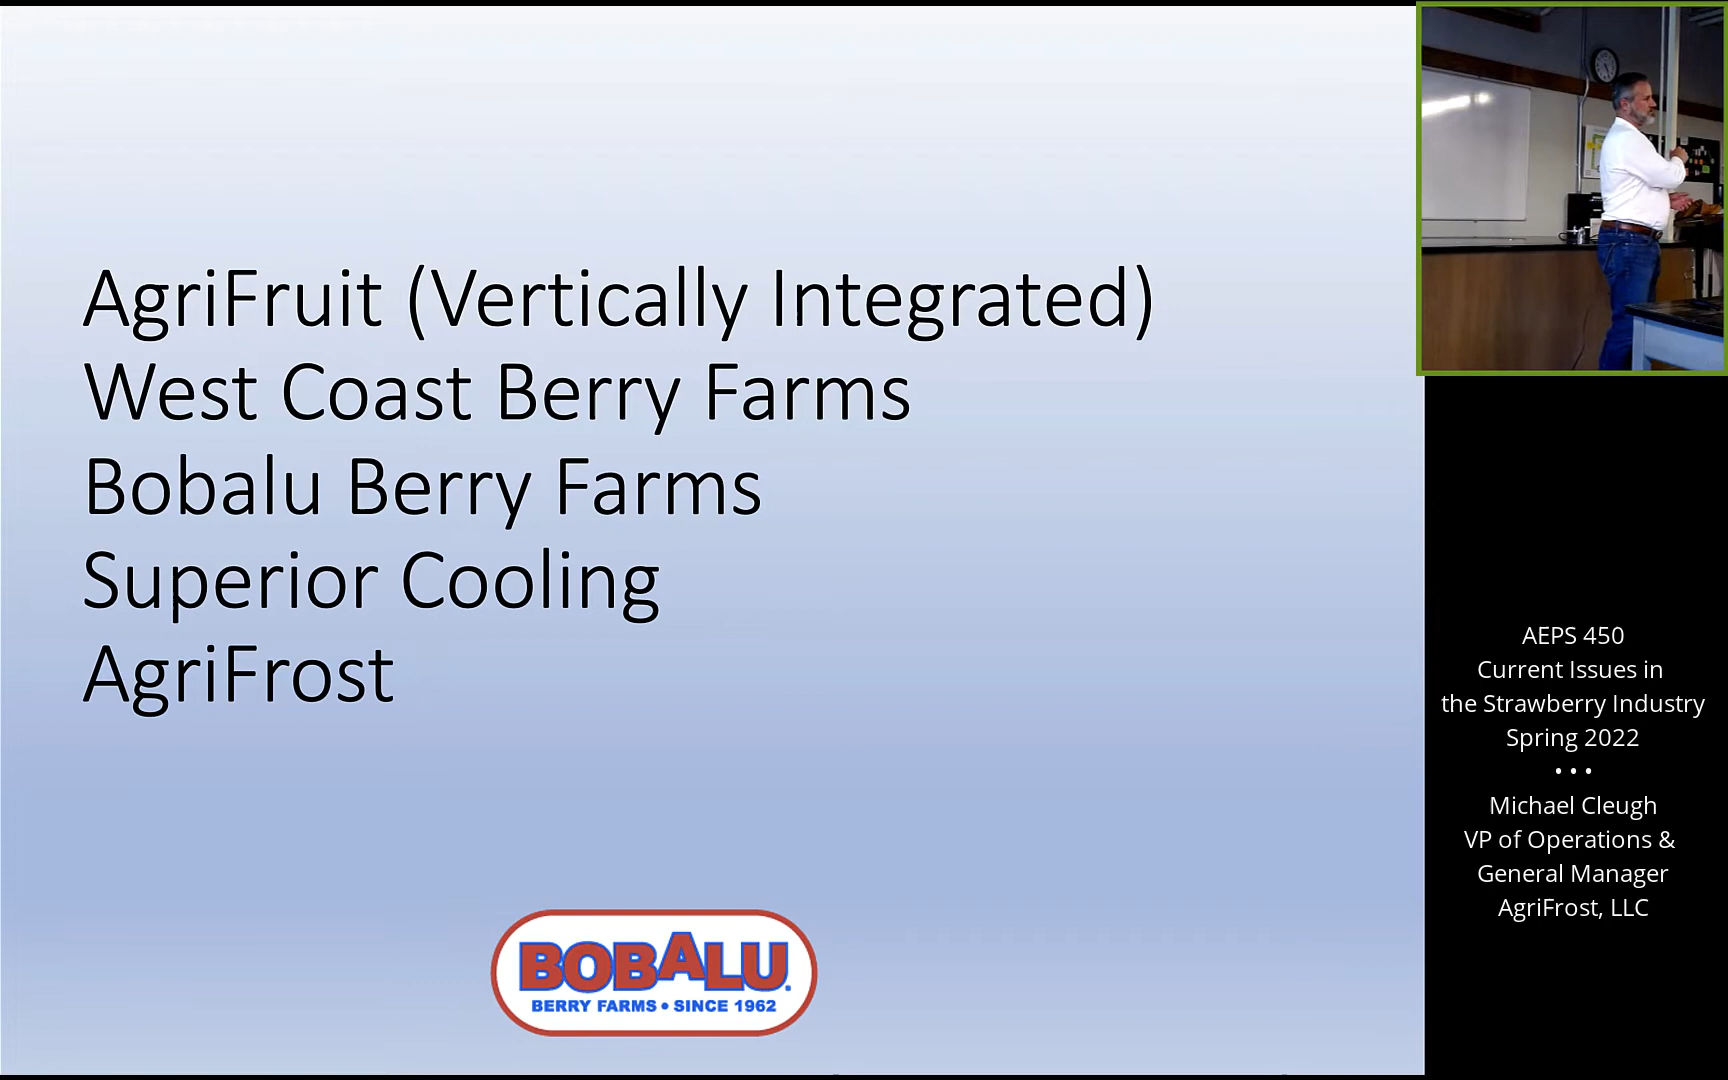 AgriFruit (Vertically Integrated)
West Coast Berry Farms
Bobalu Berry Farms
Superior Cooling
AgriFrost
BOBALU.
BERRY FARMS • SINCE 1962
AEPS 450
Current Issues in
the Strawberry Industry
Spring 2022
• • •
Michael Cleugh
VP of Operations &
General Manager
AgriFrost, LLC